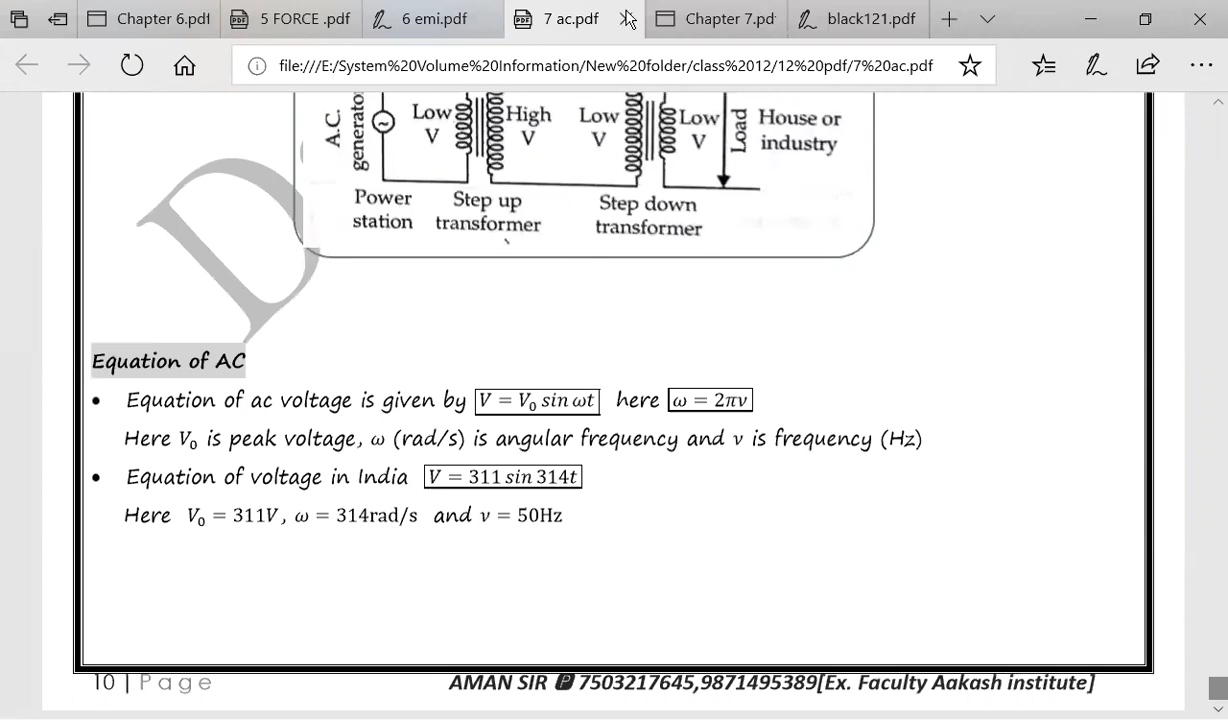 Chapter 6.pdf 5 FORCE .pdf 6 emi.pdf 7 ac.pdf Chapter 7.pd black121.pdf
file:///E:/System%20Volume%20Information/New%20folder/class%2012/12%20pdf/7%20ac.pdf
A.C. generator Low V High V Low V Low V Load House or industry
Power station Step up transformer Step down transformer
D
Equation of AC
• Equation of ac voltage is given by V = V₀ sin ωt here ω = 2πν
Here V₀ is peak voltage, ω (rad/s) is angular frequency and ν is frequency (Hz)
• Equation of voltage in India V = 311 sin 314t
Here V₀ = 311V, ω = 314rad/s and ν = 50Hz
10 | Page AMAN SIR P 7503217645,9871495389[Ex. Faculty Aakash institute]